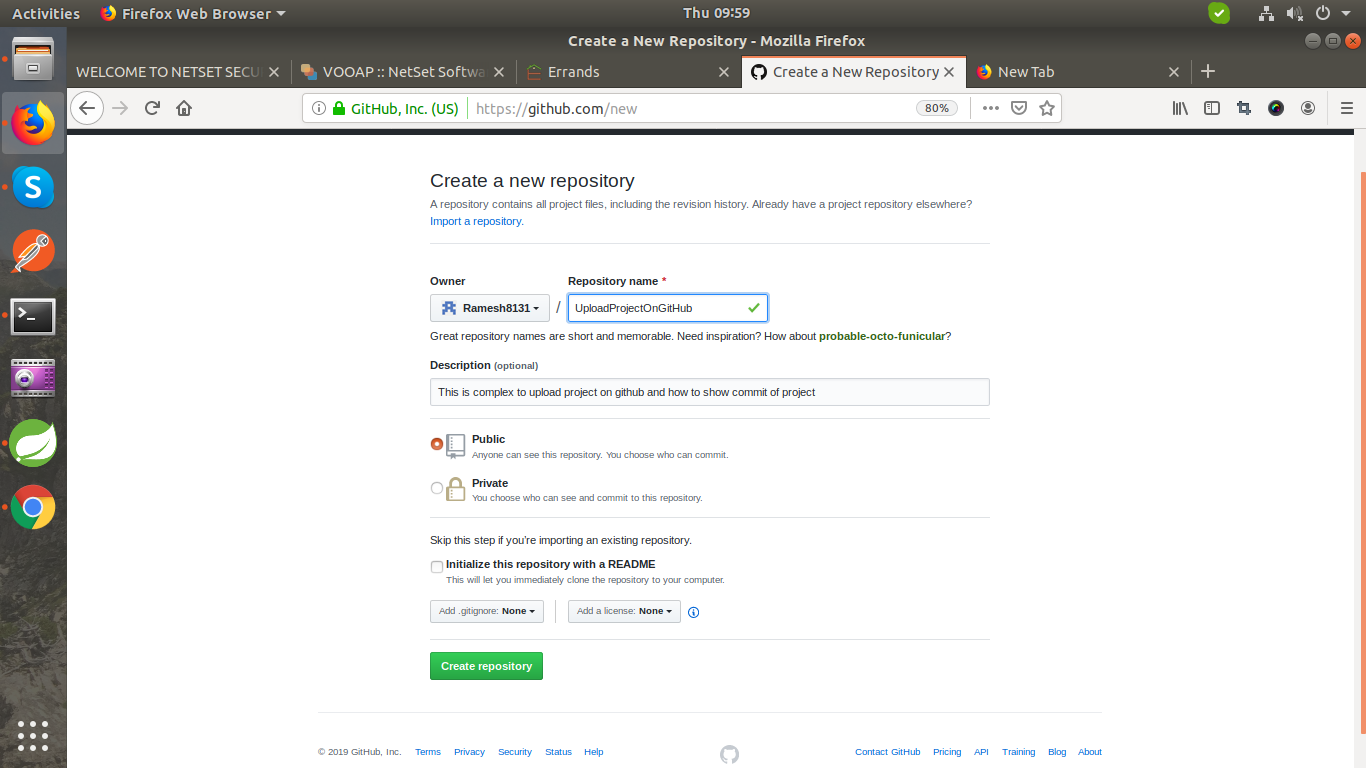 Activities Firefox Web Browser Thu 09:59
Create a New Repository - Mozilla Firefox
WELCOME TO NETSET SECU VOOAP :: NetSet Softwa Errands Create a New Repository New Tab
GitHub, Inc. (US) https://github.com/new 80%
Create a new repository
A repository contains all project files, including the revision history. Already have a project repository elsewhere?
Import a repository.
Owner Repository name *
Ramesh8131 / UploadProjectOnGitHub
Great repository names are short and memorable. Need inspiration? How about probable-octo-funicular?
Description (optional)
This is complex to upload project on github and how to show commit of project
Public
Anyone can see this repository. You choose who can commit.
Private
You choose who can see and commit to this repository.
Skip this step if you're importing an existing repository.
Initialize this repository with a README
This will let you immediately clone the repository to your computer.
Add .gitignore: None Add a license: None
Create repository
© 2019 GitHub, Inc. Terms Privacy Security Status Help Contact GitHub Pricing API Training Blog About